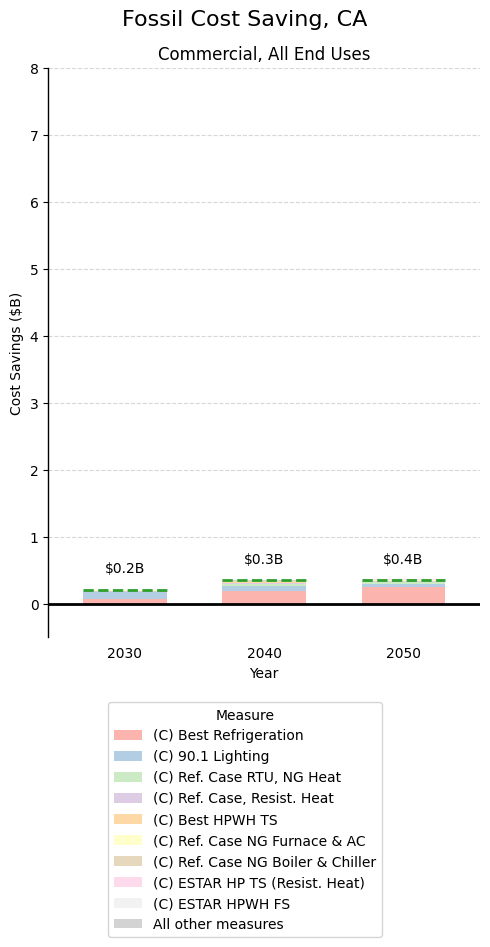 Fossil Cost Saving, CA
Commercial, All End Uses
8
7
6
5
4
3
2
1
0
Cost Savings ($B)
$0.2B
$0.3B
$0.4B
2030
2040
2050
Year
Measure
(C) Best Refrigeration
(C) 90.1 Lighting
(C) Ref. Case RTU, NG Heat
(C) Ref. Case, Resist. Heat
(C) Best HPWH TS
(C) Ref. Case NG Furnace & AC
(C) Ref. Case NG Boiler & Chiller
(C) ESTAR HP TS (Resist. Heat)
(C) ESTAR HPWH FS
All other measures